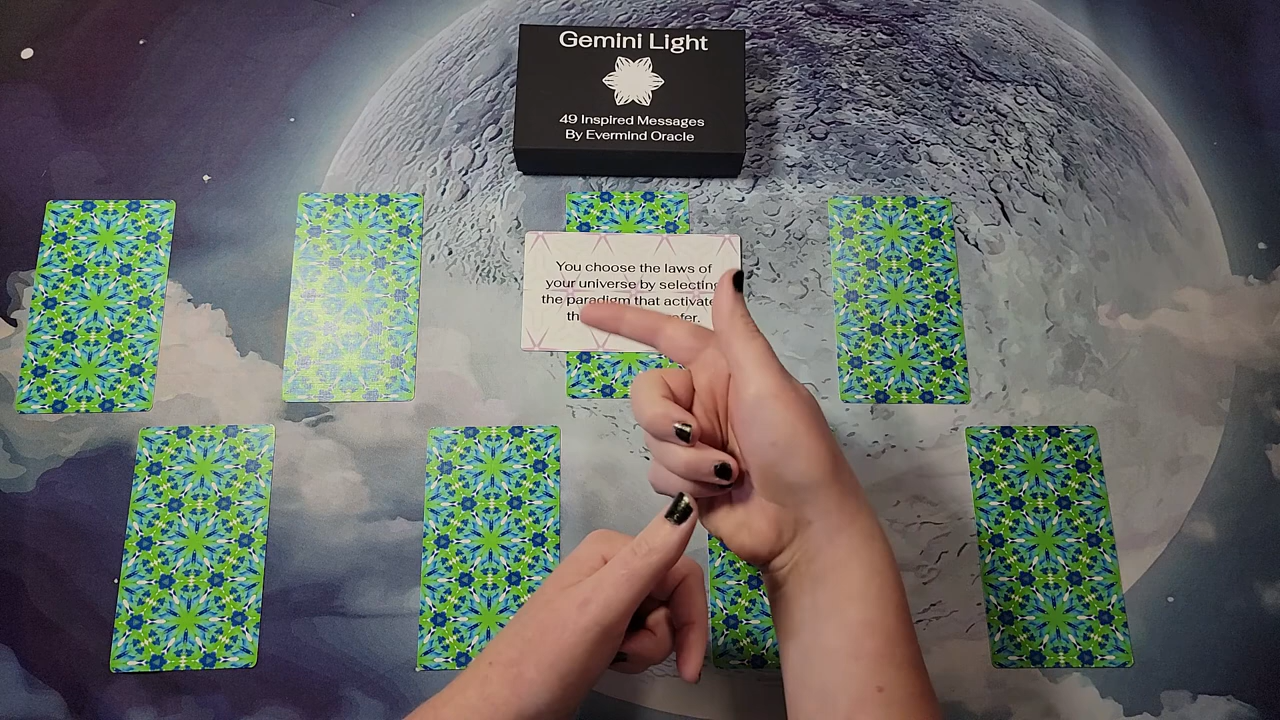 Gemini Light
49 Inspired Messages
By Evermind Oracle
You choose the laws of
your universe by selecting
the paradigm that